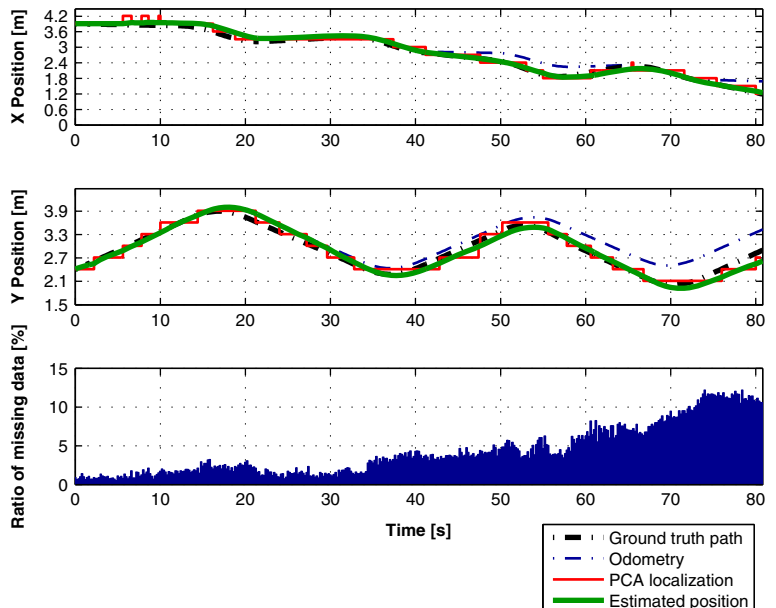 X Position [m]
4.2
3.6
3
2.4
1.8
1.2
0.6
0
0 10 20 30 40 50 60 70 80
Y Position [m]
3.9
3.3
2.7
2.1
1.5
0 10 20 30 40 50 60 70 80
Ratio of missing data [%]
15
10
5
0
0 10 20 30 40 50 60 70 80
Time [s]
Ground truth path
Odometry
PCA localization
Estimated position